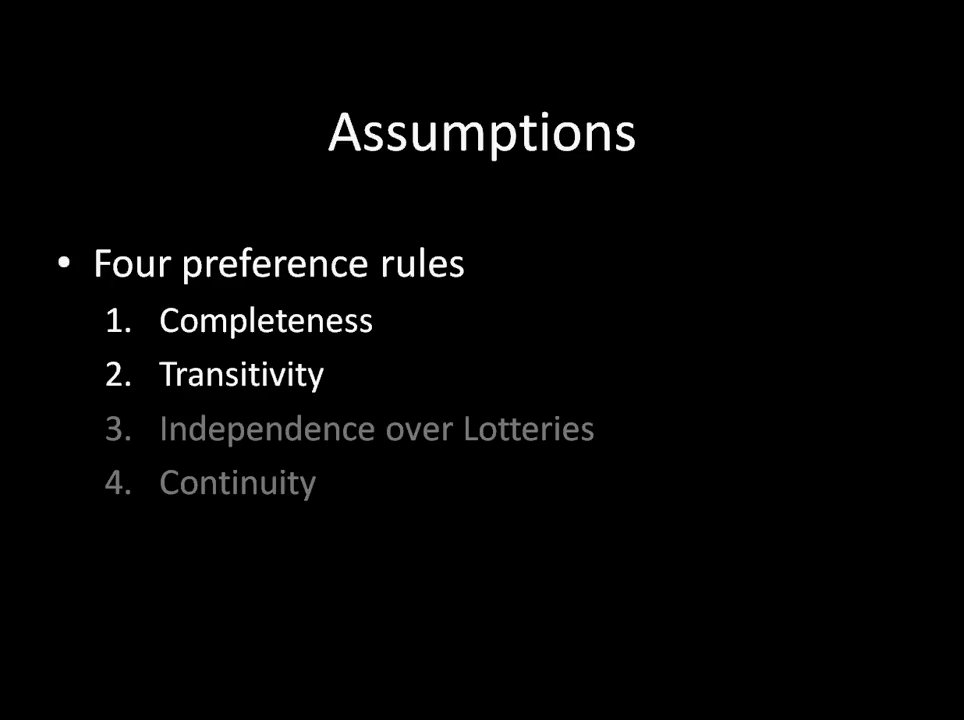 Assumptions
• Four preference rules
1. Completeness
2. Transitivity
3. Independence over Lotteries
4. Continuity